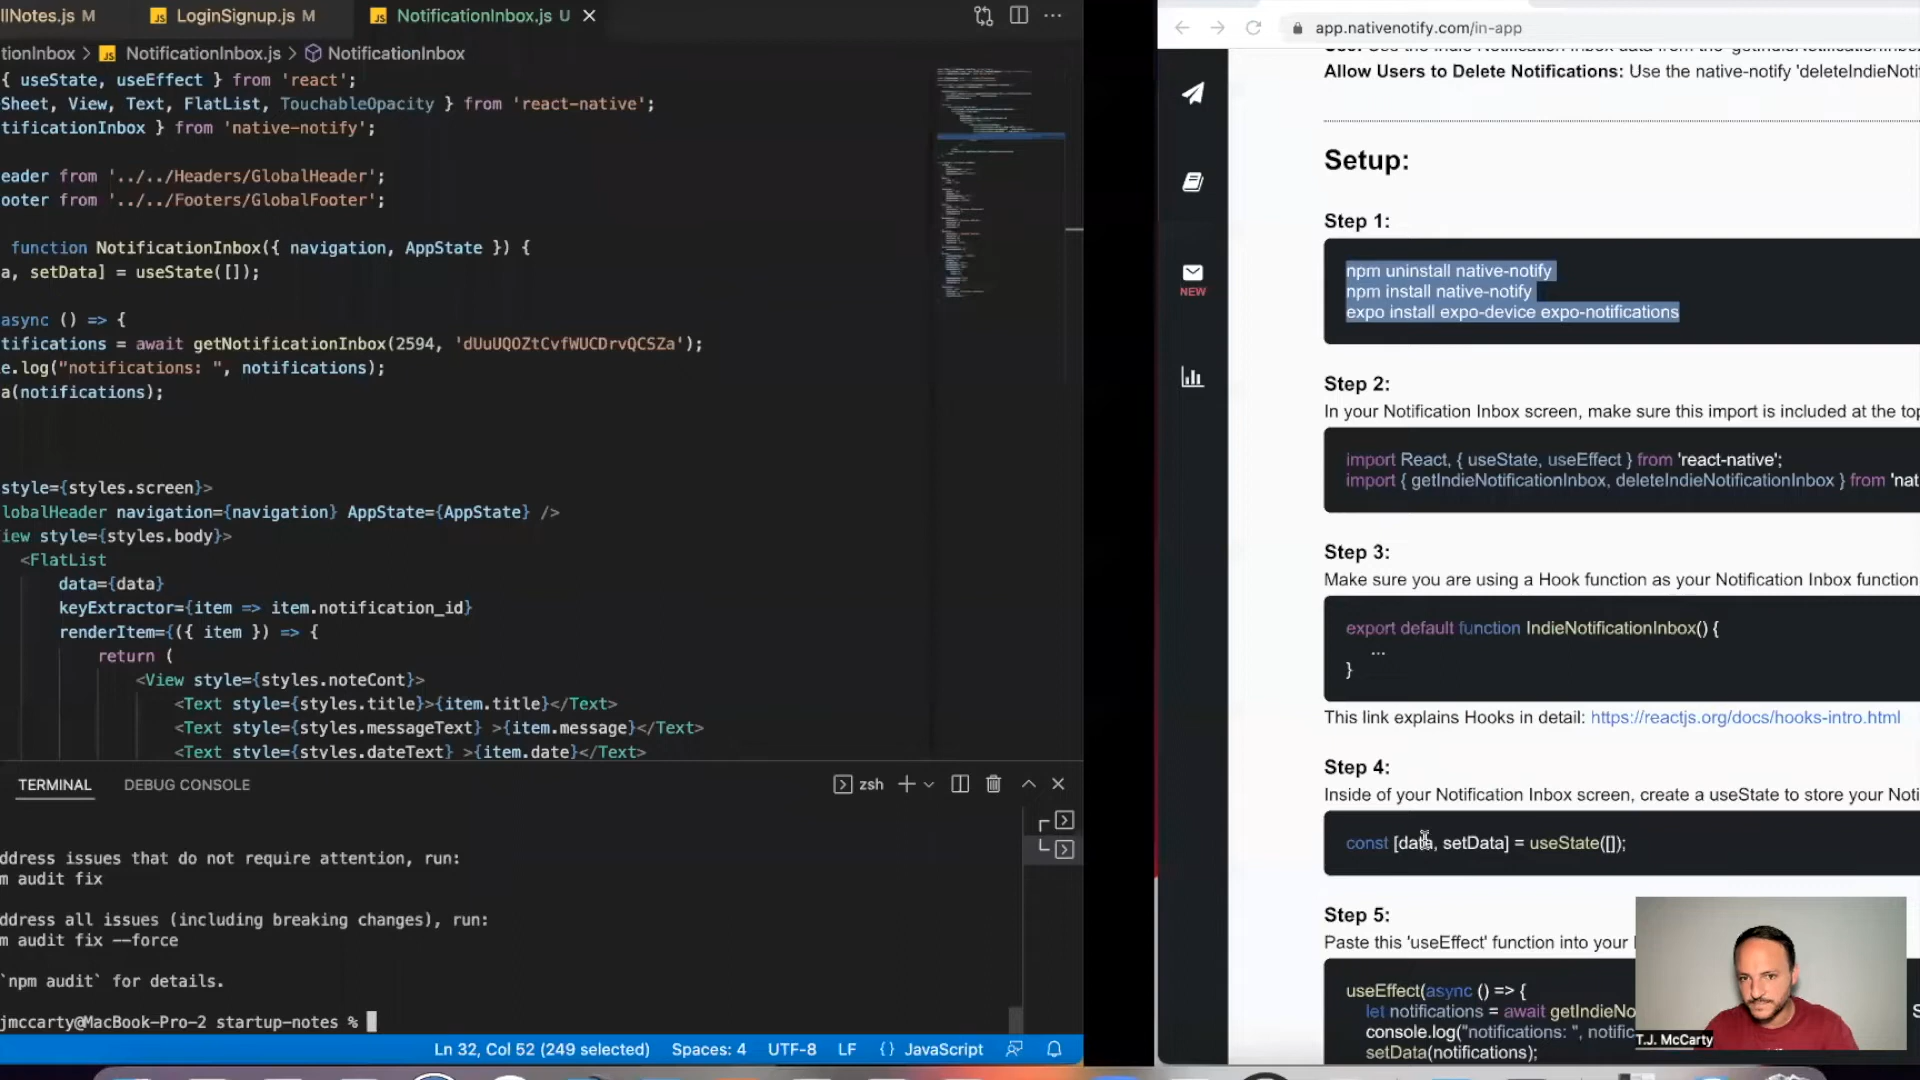 llNotes.js M
JS LoginSignup.js M
JS NotificationInbox.js U
tionInbox > JS NotificationInbox.js > NotificationInbox
{ useState, useEffect } from 'react';
Sheet, View, Text, FlatList, TouchableOpacity } from 'react-native';
tificationInbox } from 'native-notify';
eader from '../../Headers/GlobalHeader';
ooter from '../../Footers/GlobalFooter';
function NotificationInbox({ navigation, AppState }) {
a, setData] = useState([]);
async () => {
tifications = await getNotificationInbox(2594, 'dUuUQOZtCvfWUCDrvQCSZa');
e.log("notifications: ", notifications);
a(notifications);
style={styles.screen}>
lobalHeader navigation={navigation} AppState={AppState} />
iew style={styles.body}>
<FlatList
data={data}
keyExtractor={item => item.notification_id}
renderItem={({ item }) => {
return (
<View style={styles.noteCont}>
<Text style={styles.title}>{item.title}</Text>
<Text style={styles.messageText} >{item.message}</Text>
<Text style={styles.dateText} >{item.date}</Text>
TERMINAL DEBUG CONSOLE
zsh
ddress issues that do not require attention, run:
m audit fix
ddress all issues (including breaking changes), run:
m audit fix --force
`npm audit` for details.
jmccarty@MacBook-Pro-2 startup-notes %
Ln 32, Col 52 (249 selected) Spaces: 4 UTF-8 LF {} JavaScript
app.nativenotify.com/in-app
Allow Users to Delete Notifications: Use the native-notify 'deleteIndieNoti
NEW
Setup:
Step 1:
npm uninstall native-notify
npm install native-notify
expo install expo-device expo-notifications
Step 2:
In your Notification Inbox screen, make sure this import is included at the top
import React, { useState, useEffect } from 'react-native';
import { getIndieNotificationInbox, deleteIndieNotificationInbox } from 'nat
Step 3:
Make sure you are using a Hook function as your Notification Inbox function
export default function IndieNotificationInbox() {
...
}
This link explains Hooks in detail: https://reactjs.org/docs/hooks-intro.html
Step 4:
Inside of your Notification Inbox screen, create a useState to store your Noti
const [data, setData] = useState([]);
Step 5:
Paste this 'useEffect' function into your
useEffect(async () => {
let notifications = await getIndieNo
console.log("notifications: ", notific
setData(notifications);
T.J. McCarty